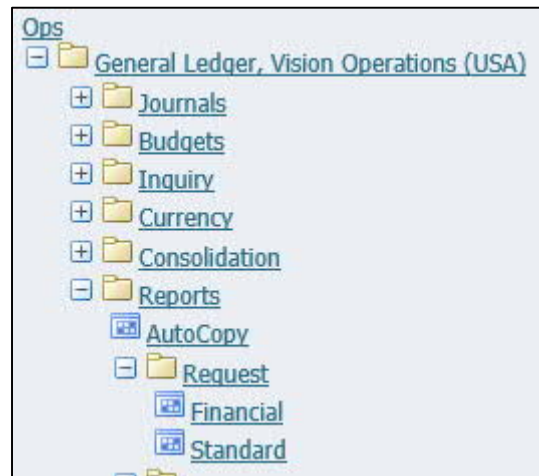 Ops
General Ledger, Vision Operations (USA)
Journals
Budgets
Inquiry
Currency
Consolidation
Reports
AutoCopy
Request
Financial
Standard